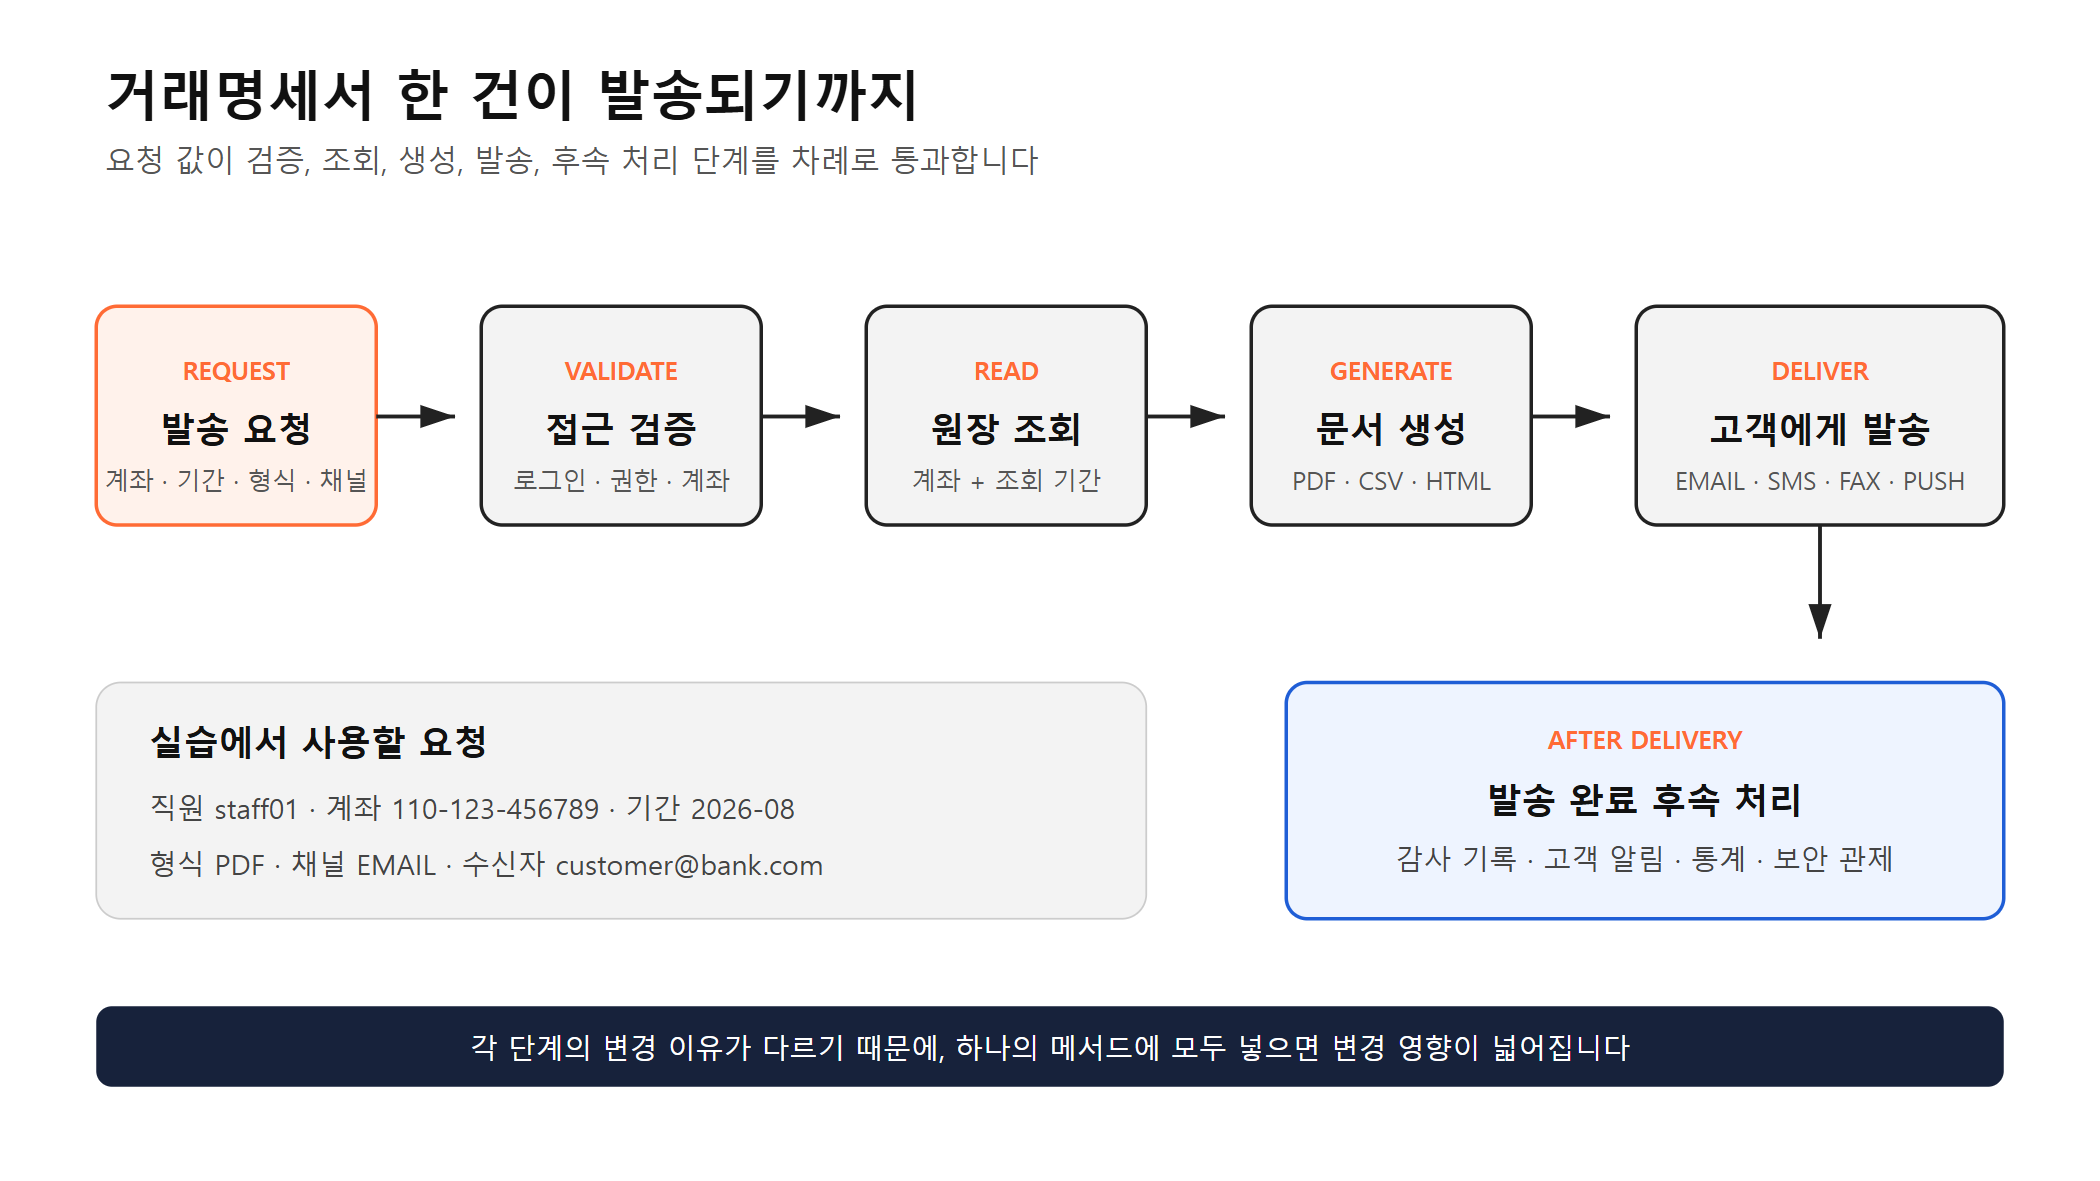 거래명세서 한 건이 발송되기까지
요청 값이 검증, 조회, 생성, 발송, 후속 처리 단계를 차례로 통과합니다
REQUEST
발송 요청
계좌 · 기간 · 형식 · 채널
VALIDATE
접근 검증
로그인 · 권한 · 계좌
READ
원장 조회
계좌 + 조회 기간
GENERATE
문서 생성
PDF · CSV · HTML
DELIVER
고객에게 발송
EMAIL · SMS · FAX · PUSH
실습에서 사용할 요청
직원 staff01 · 계좌 110-123-456789 · 기간 2026-08
형식 PDF · 채널 EMAIL · 수신자 customer@bank.com
AFTER DELIVERY
발송 완료 후속 처리
감사 기록 · 고객 알림 · 통계 · 보안 관제
각 단계의 변경 이유가 다르기 때문에, 하나의 메서드에 모두 넣으면 변경 영향이 넓어집니다